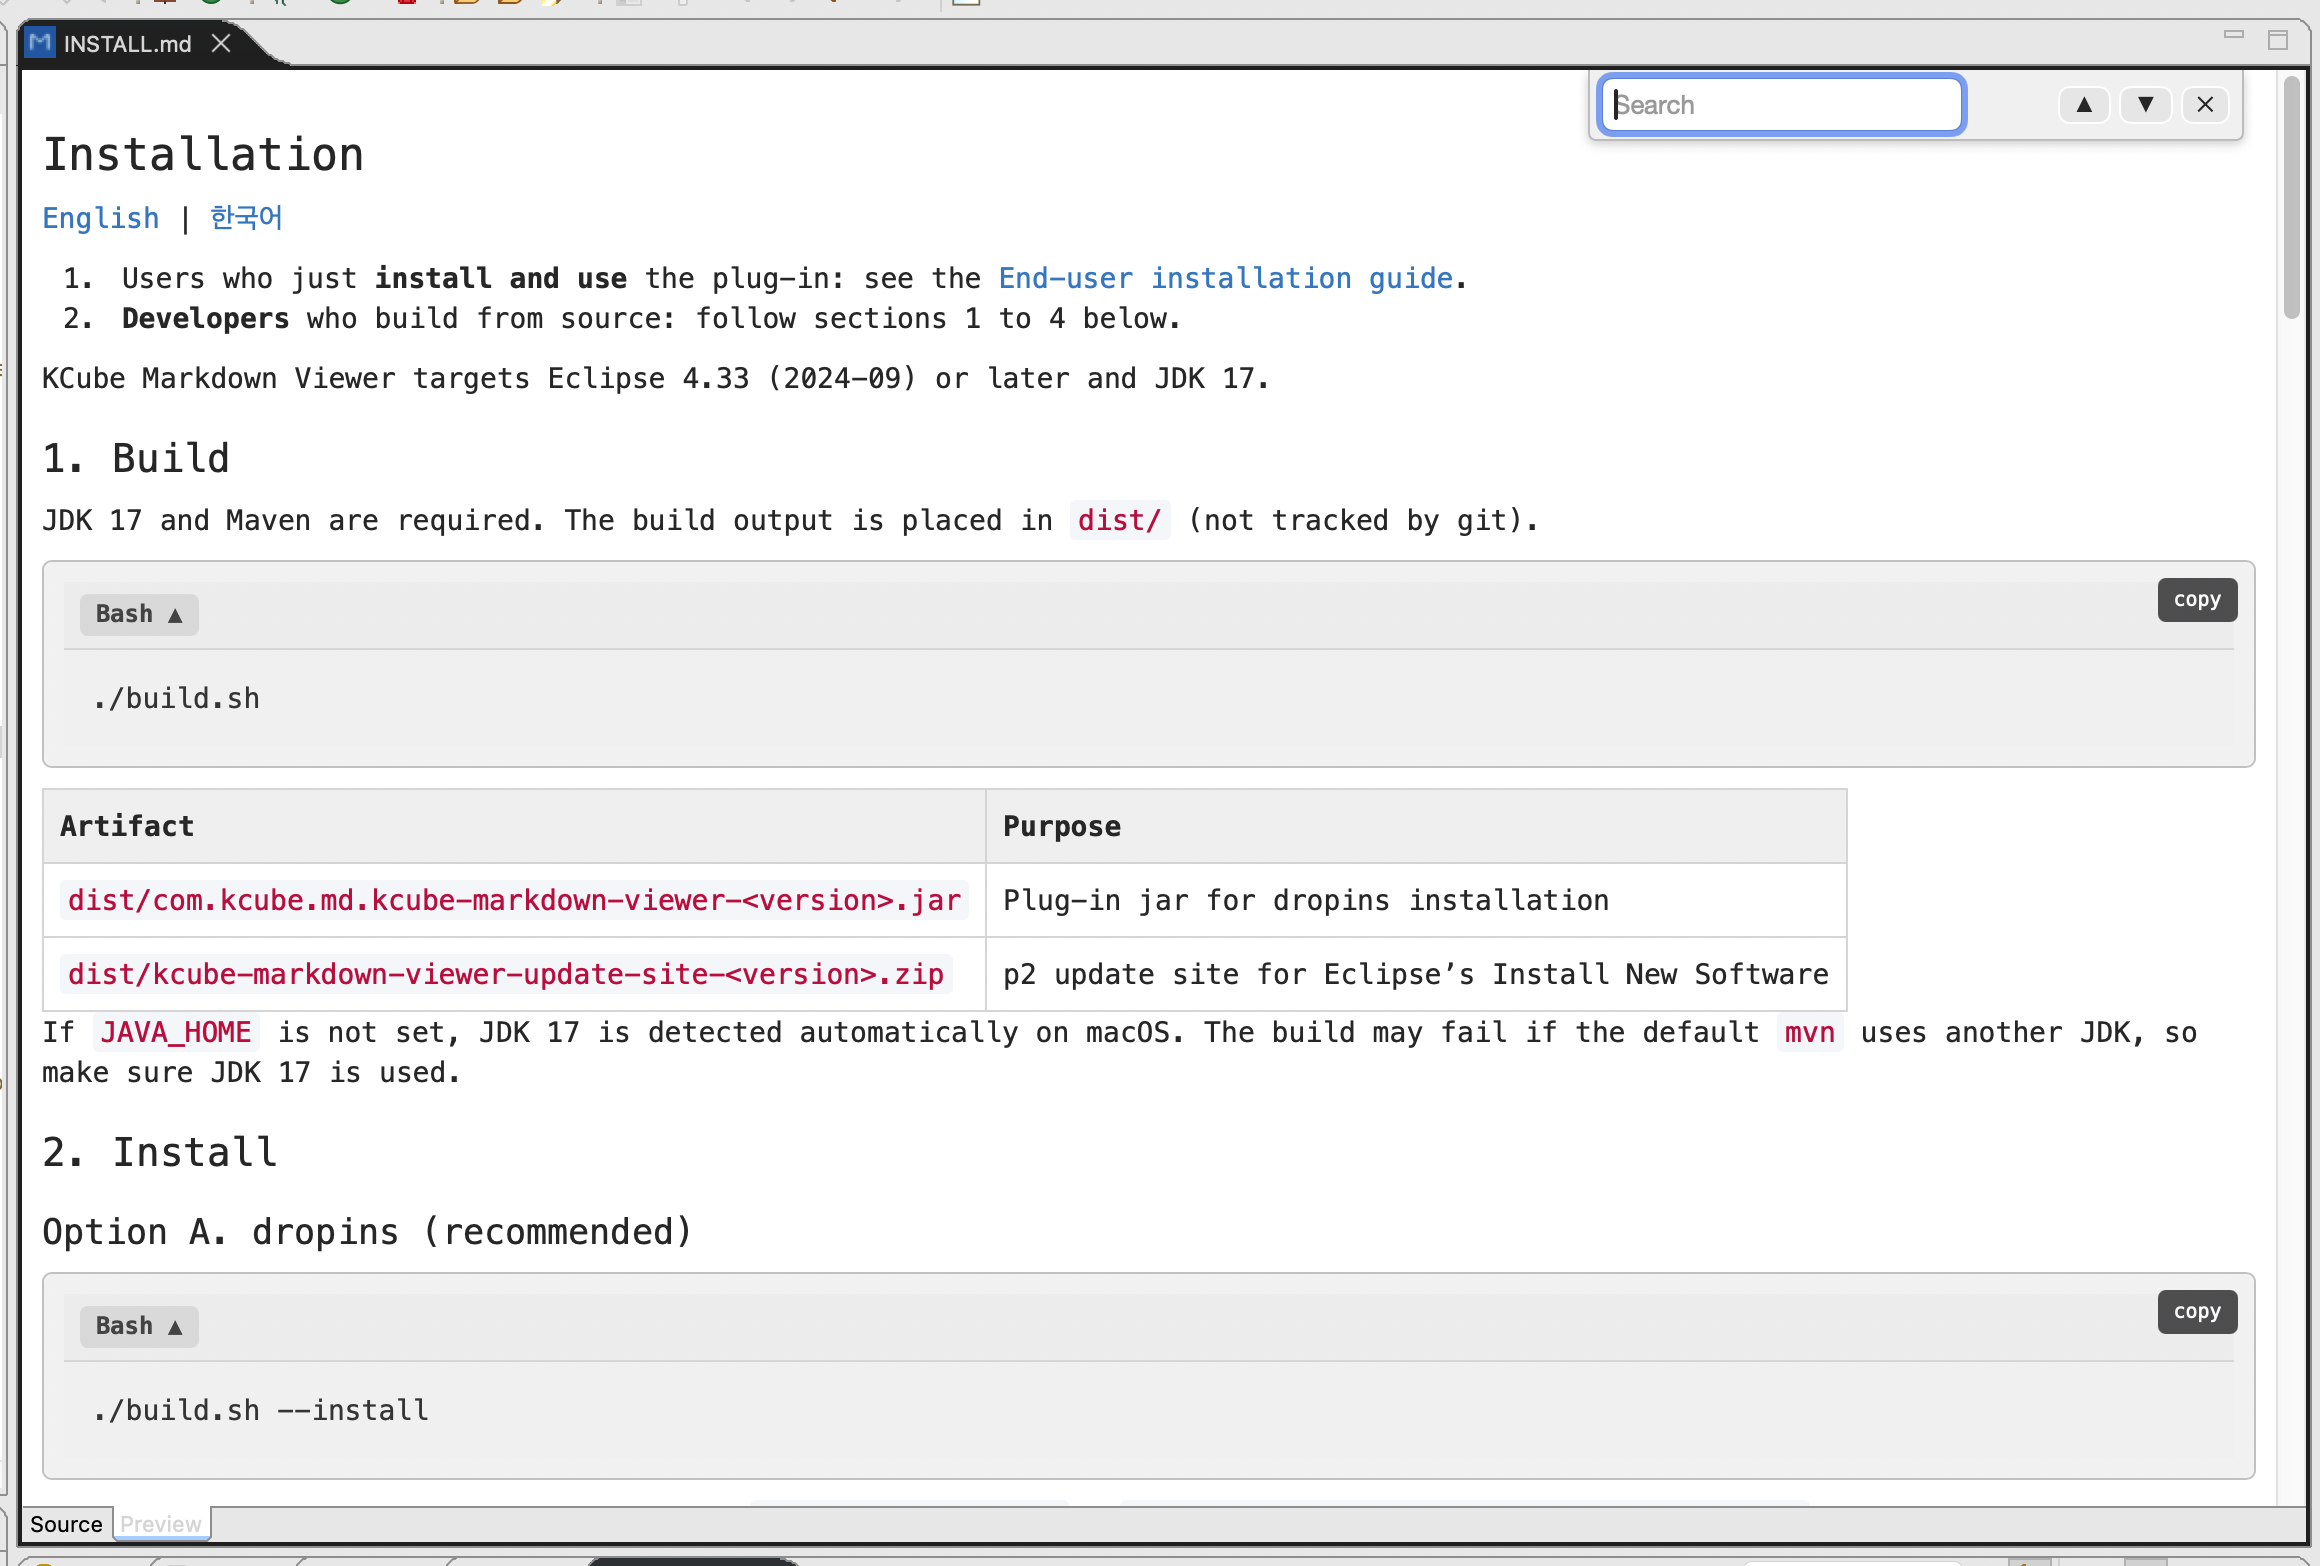 INSTALL.md
Search
▲ ▼ ×
Installation
English | 한국어
1. Users who just install and use the plug-in: see the End-user installation guide.
2. Developers who build from source: follow sections 1 to 4 below.
KCube Markdown Viewer targets Eclipse 4.33 (2024-09) or later and JDK 17.
1. Build
JDK 17 and Maven are required. The build output is placed in dist/ (not tracked by git).
Bash ▲
copy
./build.sh
Artifact Purpose
dist/com.kcube.md.kcube-markdown-viewer-<version>.jar Plug-in jar for dropins installation
dist/kcube-markdown-viewer-update-site-<version>.zip p2 update site for Eclipse’s Install New Software
If JAVA_HOME is not set, JDK 17 is detected automatically on macOS. The build may fail if the default mvn uses another JDK, so
make sure JDK 17 is used.
2. Install
Option A. dropins (recommended)
Bash ▲
copy
./build.sh --install
Source Preview